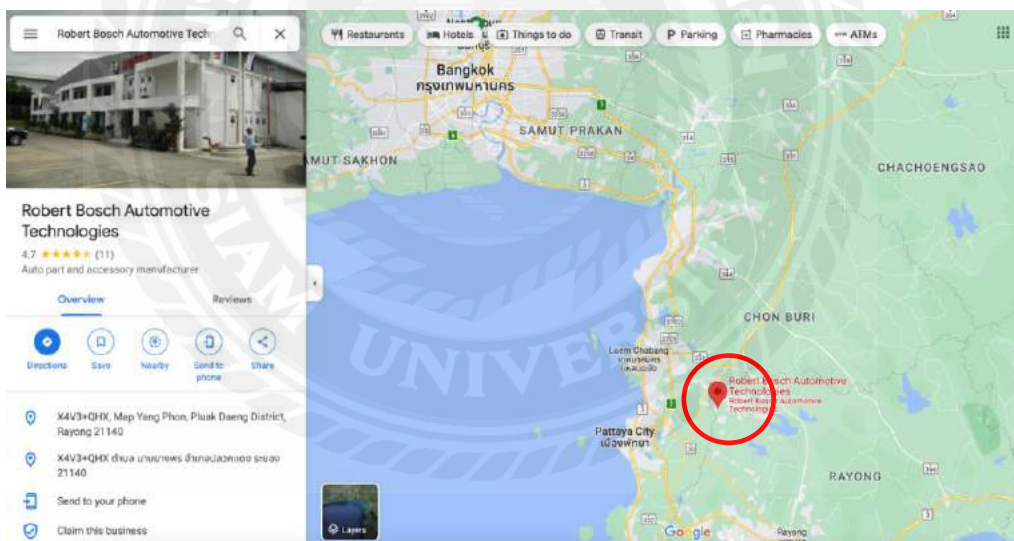 Robert Bosch Automotive Techn
Robert Bosch Automotive
Technologies
4.7 ★★★★★ (11)
Auto part and accessory manufacturer
Overview
Reviews
Directions
Save
Nearby
Send to
phone
Share
X4V3+QHX, Map Yang Phon, Pluak Daeng District,
Rayong 21140
X4V3+QHX ตำบล มาบยางพร อำเภอปลวกแดง ระยอง
21140
Send to your phone
Claim this business
Restaurants
Hotels
Things to do
Transit
Parking
Pharmacies
ATMs
Bangkok
กรุงเทพมหานคร
SAMUT PRAKAN
MUT SAKHON
CHACHOENGSAO
CHON BURI
Laem Chabang
Robert Bosch Automotive
Technologies
Robert Bosch Automotive
Technologies
Pattaya City
เมืองพัทยา
RAYONG
Layers
Google
Rayong
SIAM UNIVERSITY